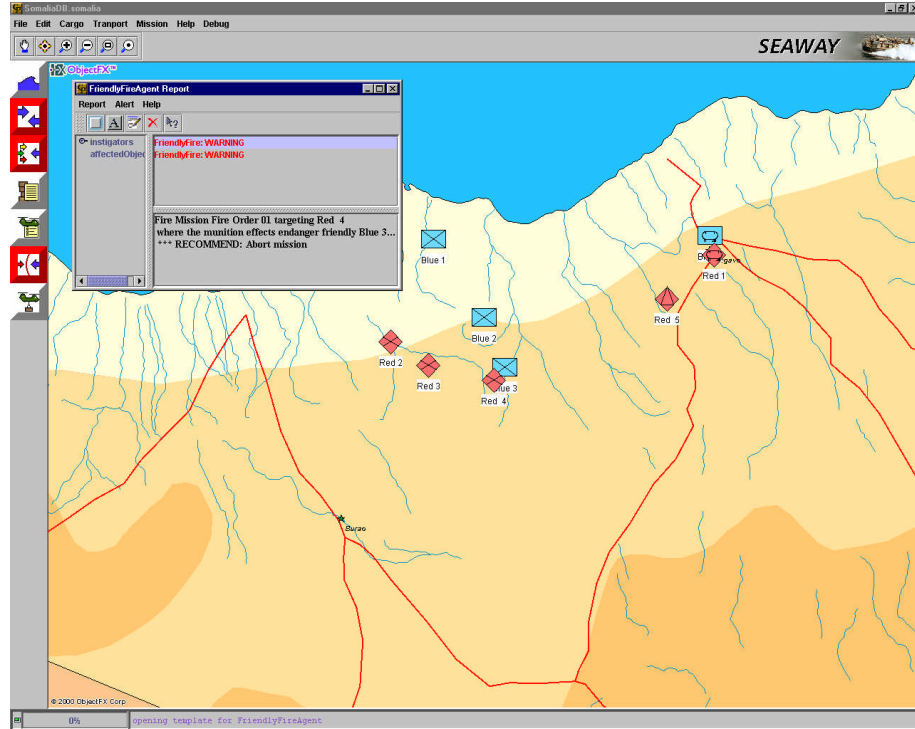 SomaliaDB.somalia
File Edit Cargo Tranport Mission Help Debug
SEAWAY
ObjectFX™
FriendlyFireAgent Report
Report Alert Help
instigators
affectedObje
FriendlyFire: WARNING
FriendlyFire: WARNING
Fire Mission Fire Order 01 targeting Red 4
where the munition effects endanger friendly Blue 3...
*** RECOMMEND: Abort mission
Blue 1
Red 1
Red 5
Blue 2
Red 2
Red 3
lue 3
Red 4
Burao
© 2000 ObjectFX Corp
0%
opening template for FriendlyFireAgent